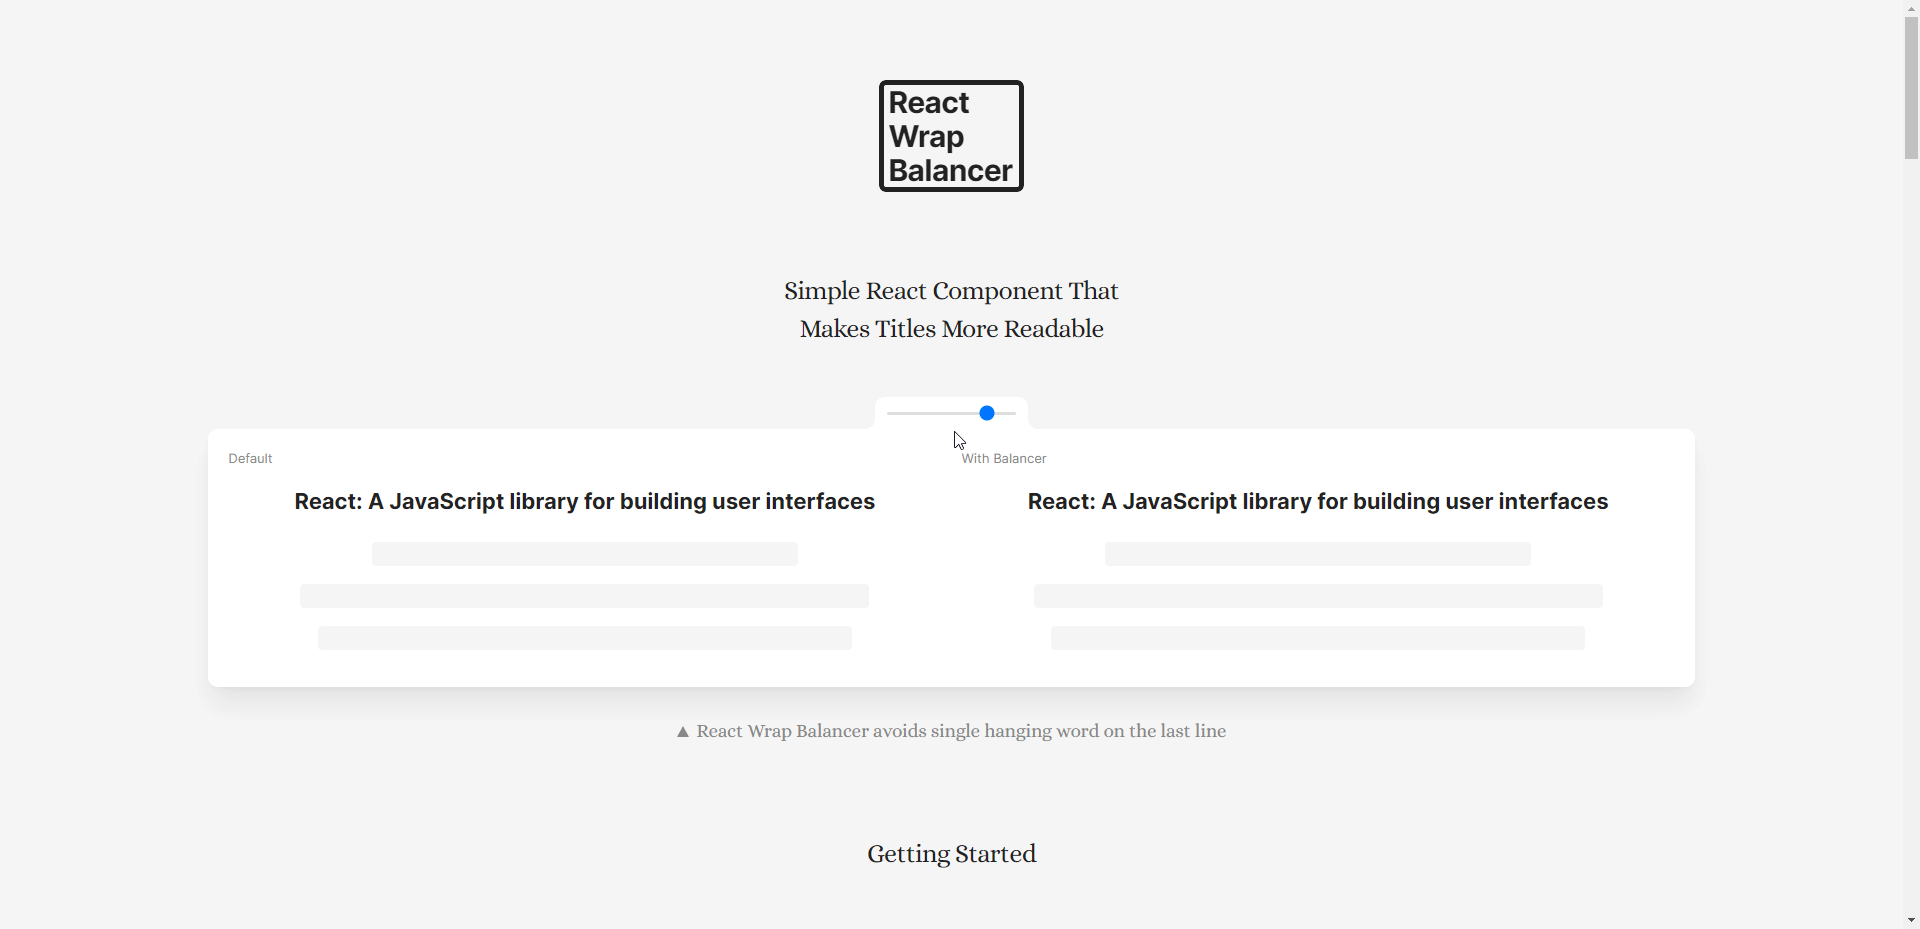 React
Wrap
Balancer
Simple React Component That
Makes Titles More Readable
Default
With Balancer
React: A JavaScript library for building user interfaces
React: A JavaScript library for building user interfaces
▲ React Wrap Balancer avoids single hanging word on the last line
Getting Started